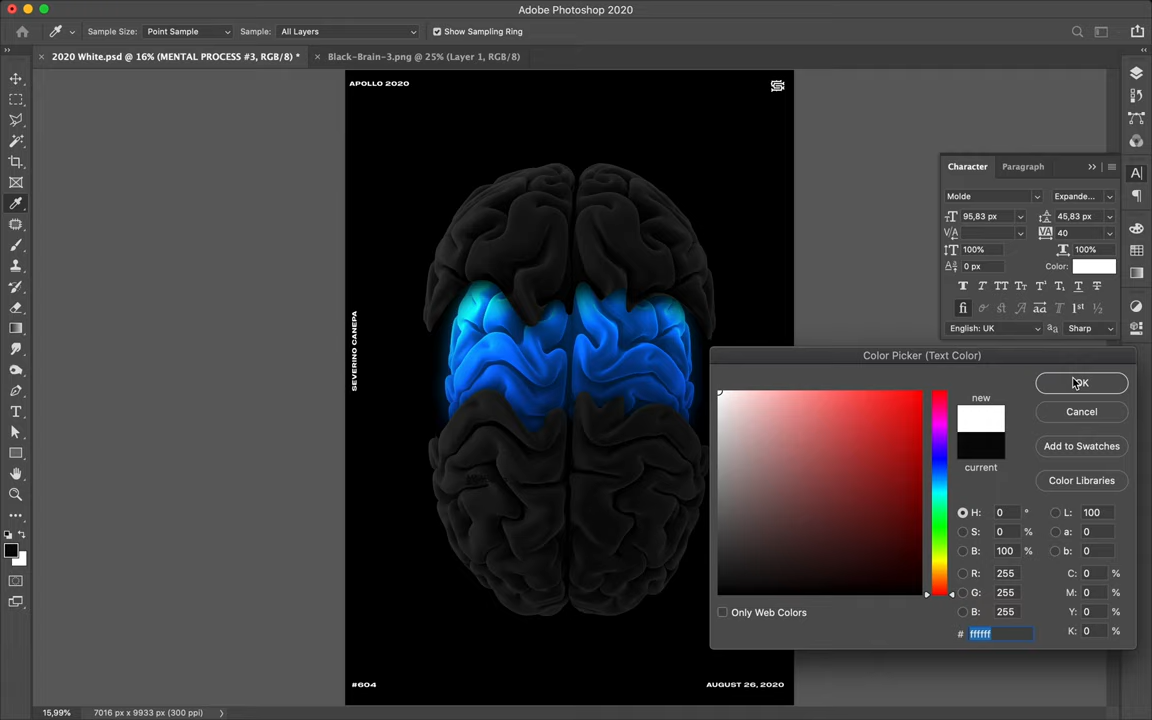 Adobe Photoshop 2020
Sample Size: Point Sample Sample: All Layers Show Sampling Ring
2020 White.psd @ 16% (MENTAL PROCESS #3, RGB/8) *
Black-Brain-3.png @ 25% (Layer 1, RGB/8)
APOLLO 2020
SEVERINO CANEPA
#604
AUGUST 26, 2020
Character Paragraph
Molde Expande...
95,83 px 45,83 px
40
100% 100%
0 px Color:
English: UK Sharp
Color Picker (Text Color)
new
current
OK
Cancel
Add to Swatches
Color Libraries
H: 0 ° L: 100
S: 0 % a: 0
B: 100 % b: 0
R: 255 C: 0 %
G: 255 M: 0 %
B: 255 Y: 0 %
# ffffff K: 0 %
Only Web Colors
15,99% 7016 px x 9933 px (300 ppi)